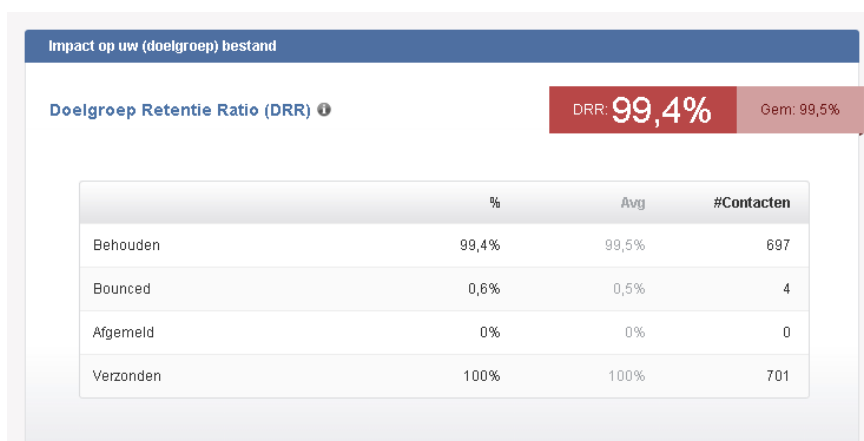 Impact op uw (doelgroep) bestand
Doelgroep Retentie Ratio (DRR) i DRR: 99,4% Gem: 99,5%
% Avg #Contacten
Behouden 99,4% 99,5% 697
Bounced 0,6% 0,5% 4
Afgemeld 0% 0% 0
Verzonden 100% 100% 701